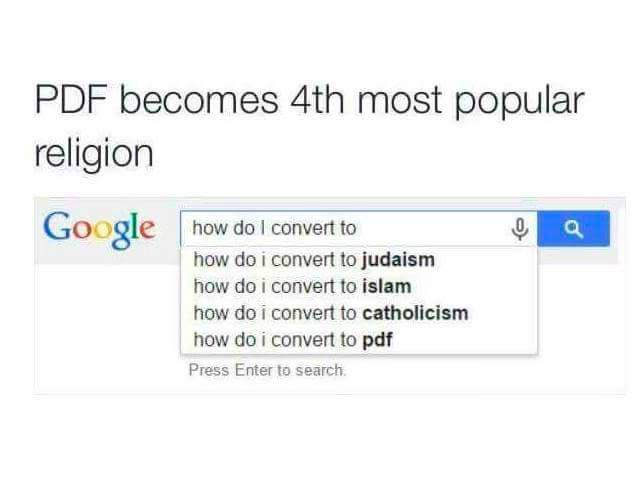 PDF becomes 4th most popular
religion
Google
how do I convert to
how do i convert to judaism
how do i convert to islam
how do i convert to catholicism
how do i convert to pdf
Press Enter to search.